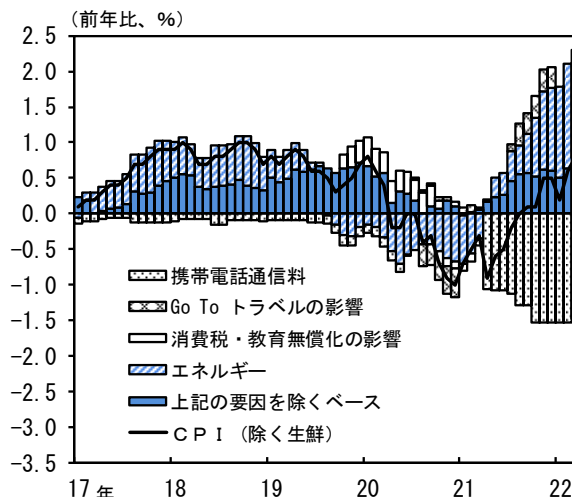 （前年比、％）
2.5
2.0
1.5
1.0
0.5
0.0
-0.5
-1.0
-1.5
-2.0
-2.5
-3.0
-3.5
携帯電話通信料
Go To トラベルの影響
消費税・教育無償化の影響
エネルギー
上記の要因を除くベース
ＣＰＩ（除く生鮮）
17年 18 19 20 21 22